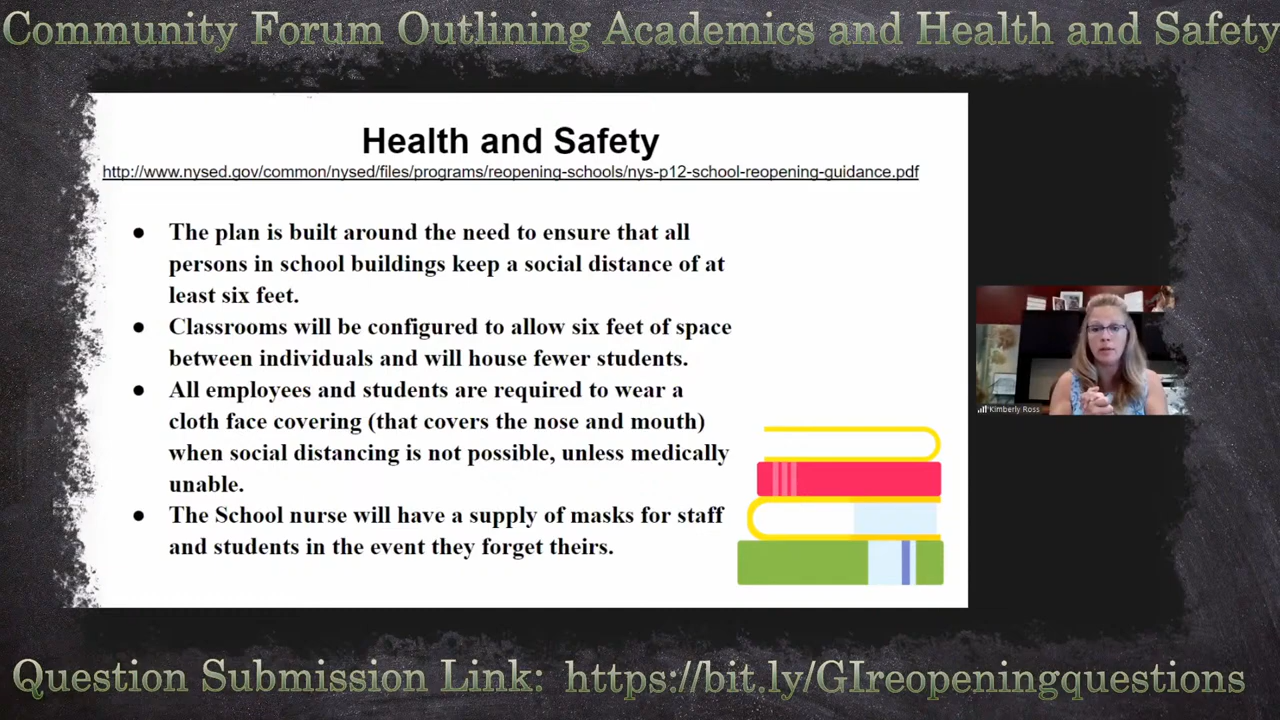 Community Forum Outlining Academics and Health and Safety
Health and Safety
http://www.nysed.gov/common/nysed/files/programs/reopening-schools/nys-p12-school-reopening-guidance.pdf
● The plan is built around the need to ensure that all
persons in school buildings keep a social distance of at
least six feet.
● Classrooms will be configured to allow six feet of space
between individuals and will house fewer students.
● All employees and students are required to wear a
cloth face covering (that covers the nose and mouth)
when social distancing is not possible, unless medically
unable.
● The School nurse will have a supply of masks for staff
and students in the event they forget theirs.
Kimberly Ross
Question Submission Link: https://bit.ly/GIreopeningquestions